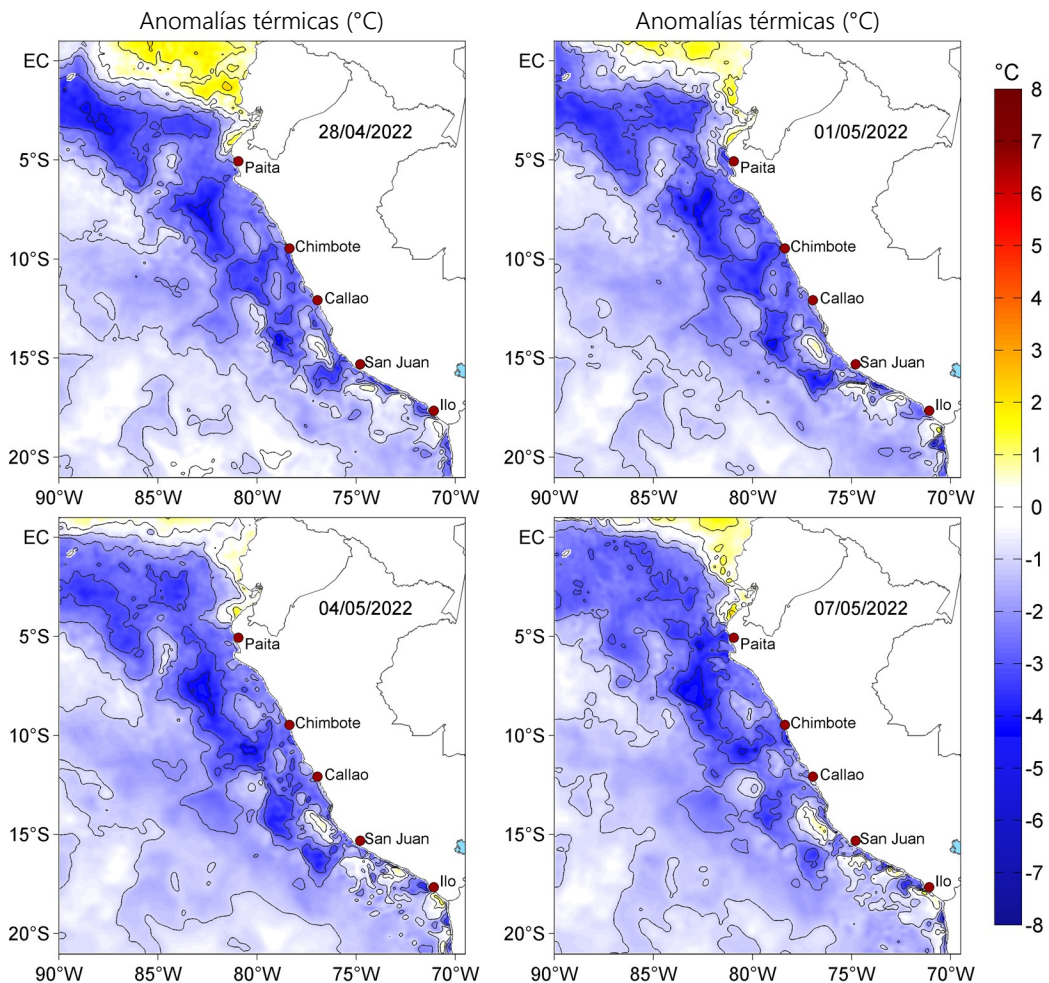 Anomalías térmicas (°C)
Anomalías térmicas (°C)
°C
EC
5°S
10°S
15°S
20°S
28/04/2022
Paita
Chimbote
Callao
San Juan
Ilo
90°W
85°W
80°W
75°W
70°W
EC
5°S
10°S
15°S
20°S
01/05/2022
Paita
Chimbote
Callao
San Juan
Ilo
90°W
85°W
80°W
75°W
70°W
EC
5°S
10°S
15°S
20°S
04/05/2022
Paita
Chimbote
Callao
San Juan
Ilo
90°W
85°W
80°W
75°W
70°W
EC
5°S
10°S
15°S
20°S
07/05/2022
Paita
Chimbote
Callao
San Juan
Ilo
90°W
85°W
80°W
75°W
70°W
8
7
6
5
4
3
2
1
0
-1
-2
-3
-4
-5
-6
-7
-8